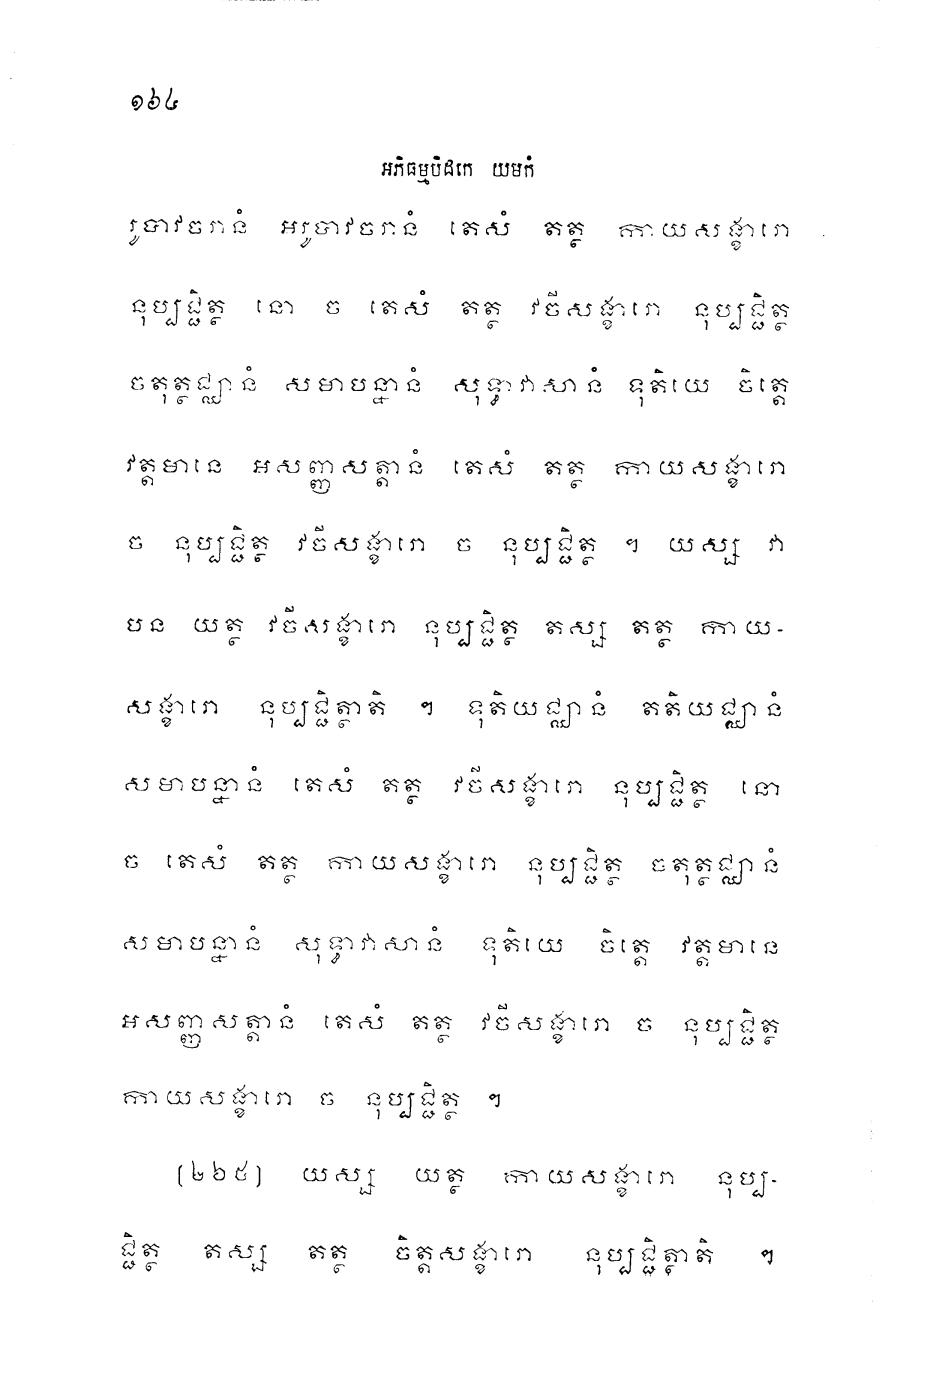 ១៦៤
អភិធម្មបិដកេ យមកំ
រូបាវចរានំ អរូបាវចរានំ តេសំ តត្ថ កាយសង្ខារោ
នុប្បជ្ជិត្ថ នោ ច តេសំ តត្ថ វចីសង្ខារោ នុប្បជ្ជិត្ថ
ចតុត្ថជ្ឈានំ សមាបន្នានំ សុទ្ធាវាសានំ ទុតិយេ ចិត្តេ
វត្តមានេ អសញ្ញសត្តានំ តេសំ តត្ថ កាយសង្ខារោ
ច នុប្បជ្ជិត្ថ វចីសង្ខារោ ច នុប្បជ្ជិត្ថ ។ យស្ស វា
បន យត្ថ វចីសង្ខារោ នុប្បជ្ជិត្ថ តស្ស តត្ថ កាយ-
សង្ខារោ នុប្បជ្ជិត្ថាតិ ។ ទុតិយជ្ឈានំ តតិយជ្ឈានំ
សមាបន្នានំ តេសំ តត្ថ វចីសង្ខារោ នុប្បជ្ជិត្ថ នោ
ច តេសំ តត្ថ កាយសង្ខារោ នុប្បជ្ជិត្ថ ចតុត្ថជ្ឈានំ
សមាបន្នានំ សុទ្ធាវាសានំ ទុតិយេ ចិត្តេ វត្តមានេ
អសញ្ញសត្តានំ តេសំ តត្ថ វចីសង្ខារោ ច នុប្បជ្ជិត្ថ
កាយសង្ខារោ ច នុប្បជ្ជិត្ថ ។
[២៦៥] យស្ស យត្ថ កាយសង្ខារោ នុប្ប-
ជ្ជិត្ថ តស្ស តត្ថ ចិត្តសង្ខារោ នុប្បជ្ជិត្ថាតិ ។